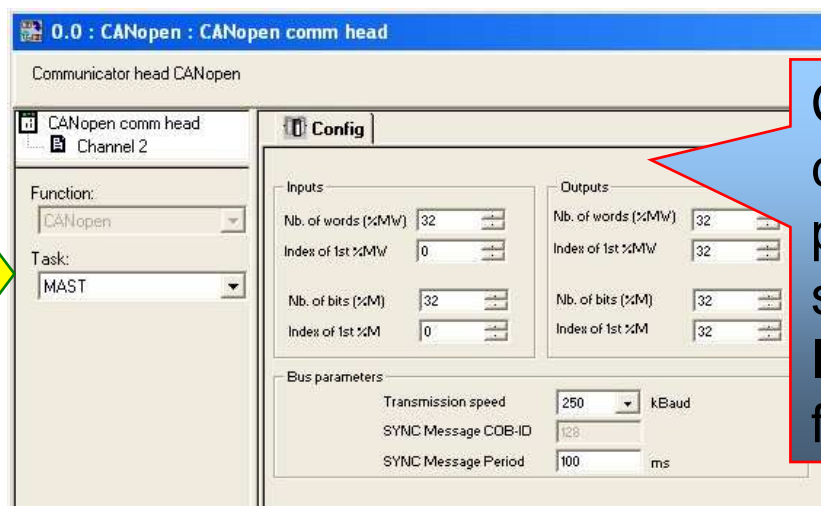 0.0 : CANopen : CANopen comm head
Communicator head CANopen
CANopen comm head
Channel 2
Function:
CANopen
Task:
MAST
Config
Inputs
Nb. of words (%MW) 32
Index of 1st %MW 0
Nb. of bits (%M) 32
Index of 1st %M 0
Outputs
Nb. of words (%MW) 32
Index of 1st %MW 32
Nb. of bits (%M) 32
Index of 1st %M 32
Bus parameters
Transmission speed 250 kBaud
SYNC Message COB-ID 128
SYNC Message Period 100 ms